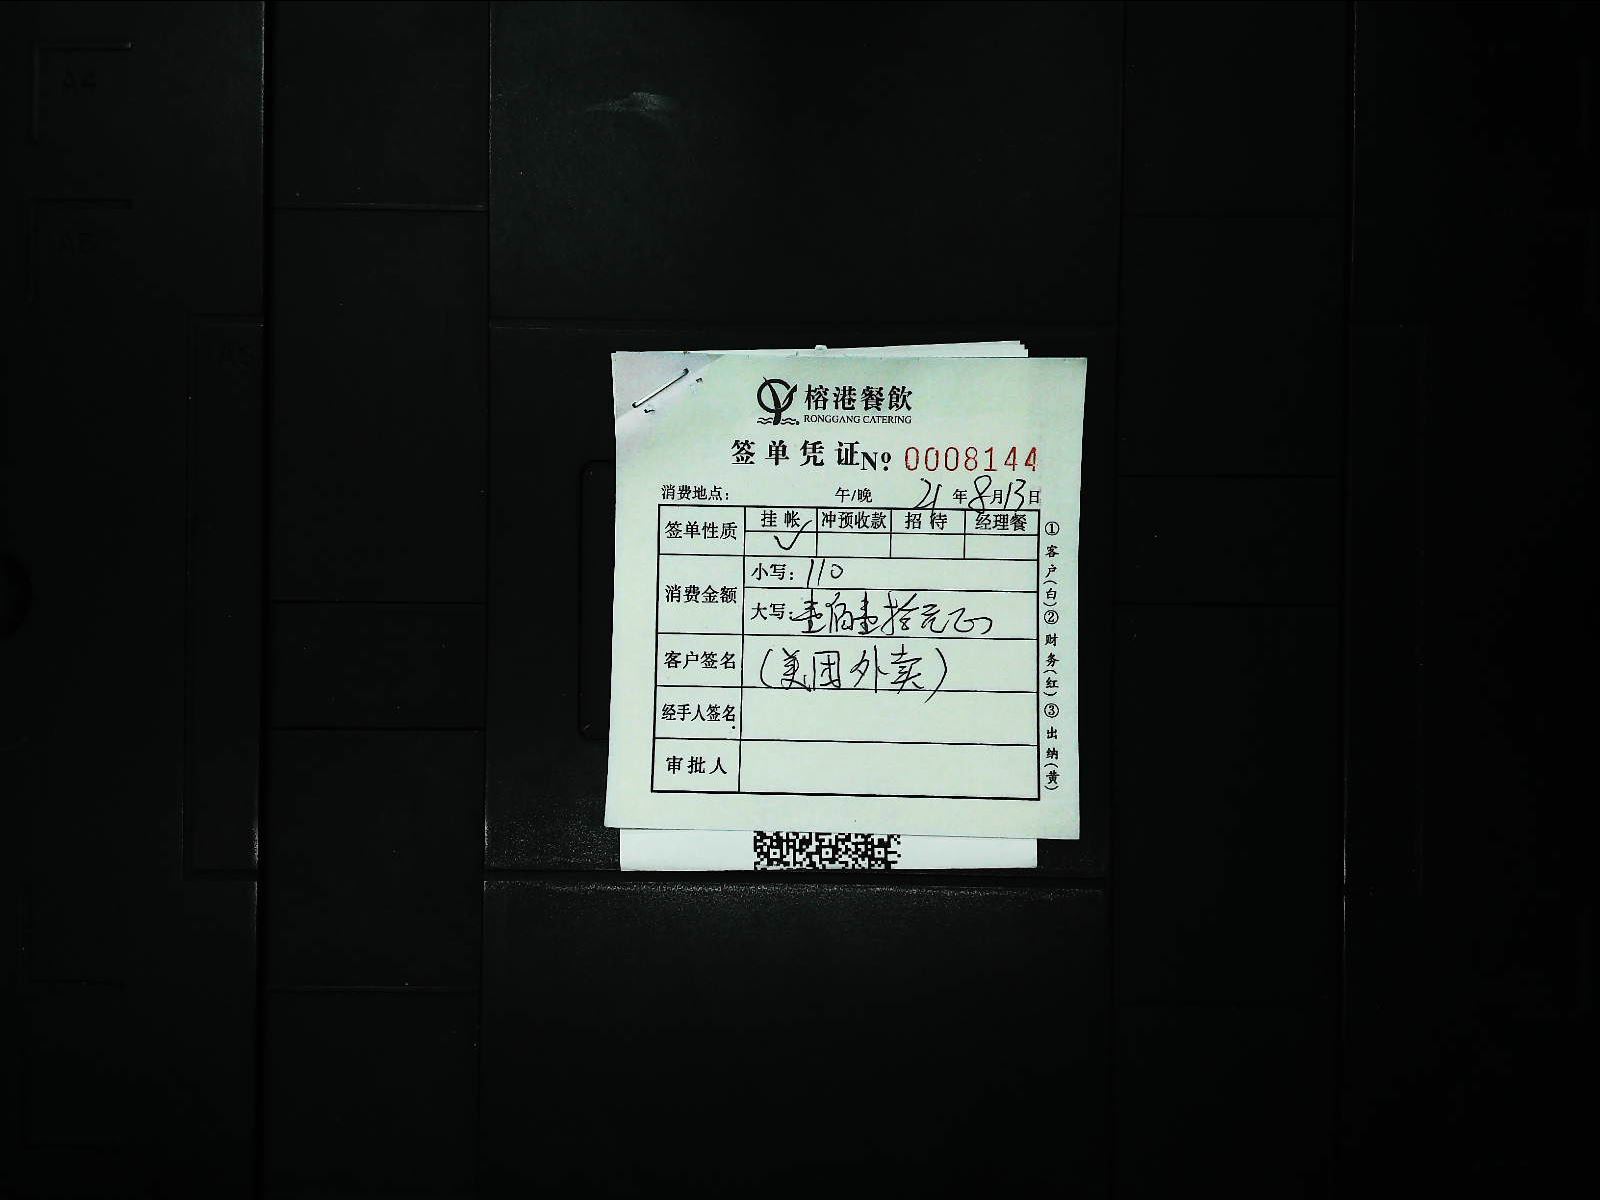 榕港餐飲
RONGGANG CATERING
签单凭证 Nº 0008144
消费地点: 午/晚 21年8月13日
签单性质 挂帐 冲预收款 招待 经理餐
✓
消费金额 小写: 110
大写: 壹佰壹拾元正
客户签名 (美团外卖)
经手人签名
审批人
①客户(白)②财务(红)③出纳(黄)